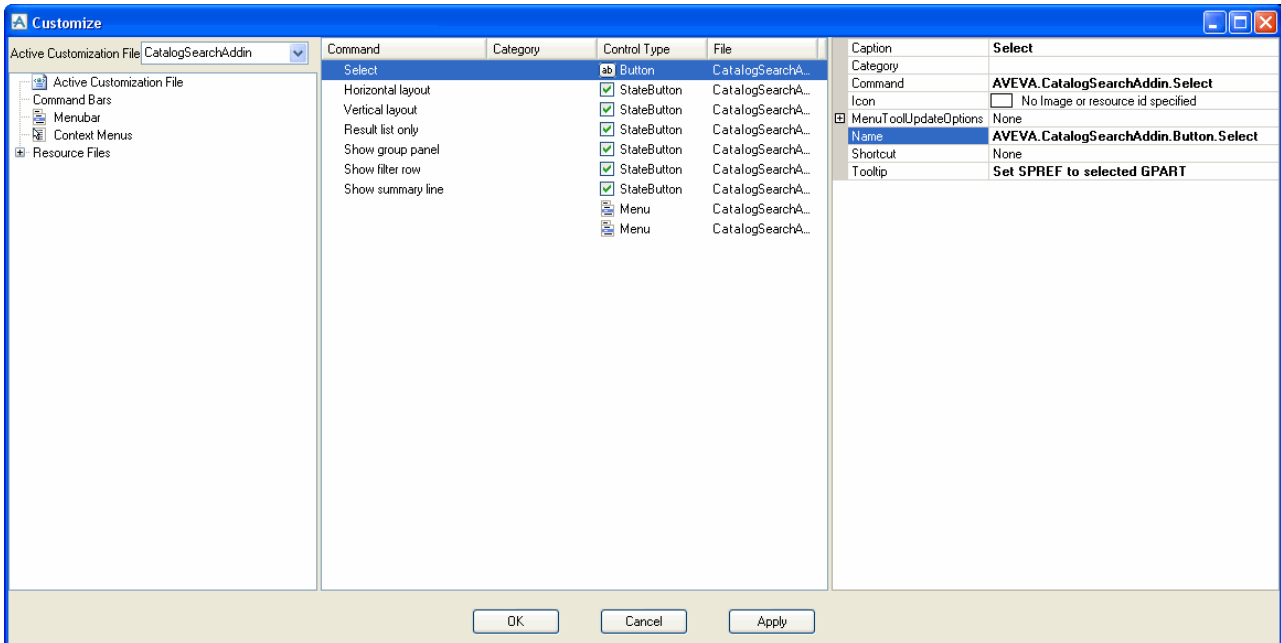 Customize
Active Customization File CatalogSearchAddin
Active Customization File
Command Bars
Menubar
Context Menus
Resource Files
Command Category Control Type File
Select ab Button CatalogSearchA...
Horizontal layout StateButton CatalogSearchA...
Vertical layout StateButton CatalogSearchA...
Result list only StateButton CatalogSearchA...
Show group panel StateButton CatalogSearchA...
Show filter row StateButton CatalogSearchA...
Show summary line StateButton CatalogSearchA...
Menu CatalogSearchA...
Menu CatalogSearchA...
Caption Select
Category
Command AVEVA.CatalogSearchAddin.Select
Icon No Image or resource id specified
MenuToolUpdateOptions None
Name AVEVA.CatalogSearchAddin.Button.Select
Shortcut None
Tooltip Set SPREF to selected GPART
OK Cancel Apply